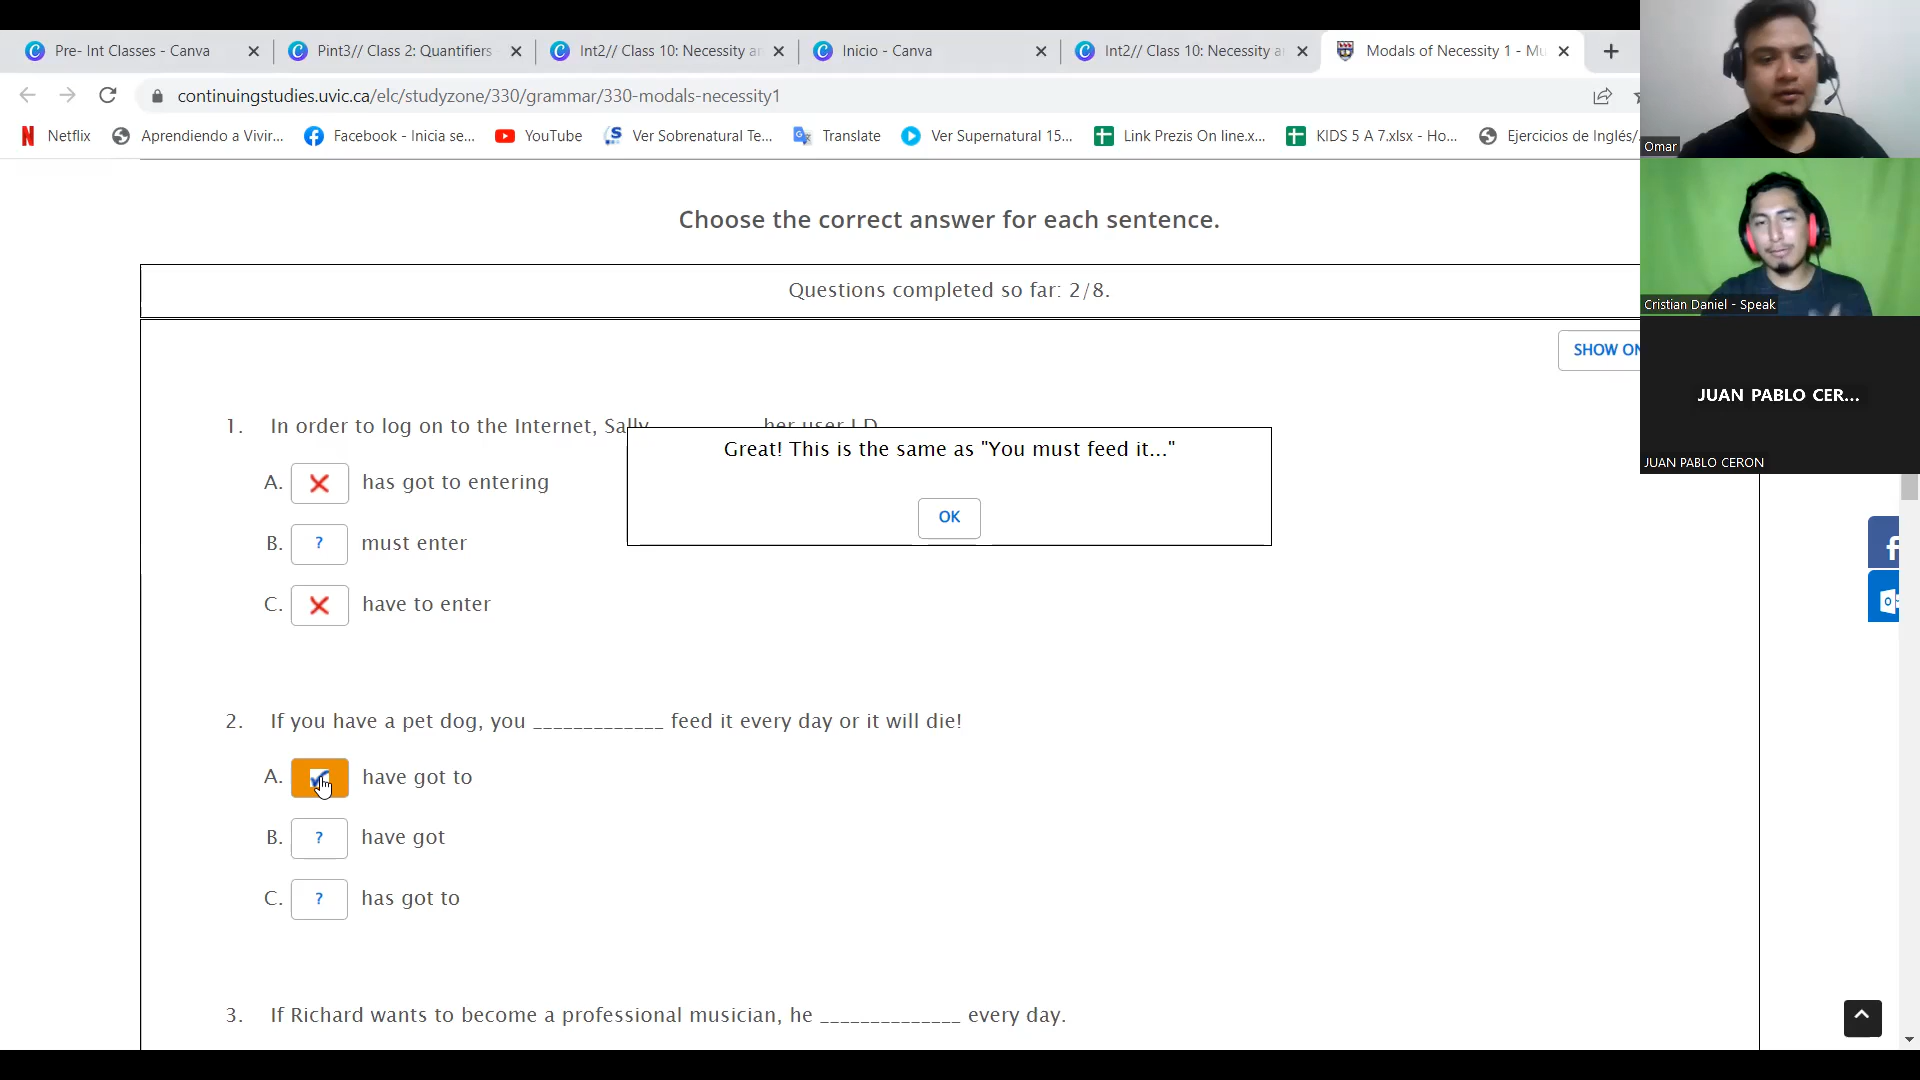 Pre- Int Classes - Canva
Pint3// Class 2: Quantifiers
Int2// Class 10: Necessity a
Inicio - Canva
Int2// Class 10: Necessity a
Modals of Necessity 1 - Mu
continuingstudies.uvic.ca/elc/studyzone/330/grammar/330-modals-necessity1
Netflix
Aprendiendo a Vivir...
Facebook - Inicia se...
YouTube
Ver Sobrenatural Te...
Translate
Ver Supernatural 15...
Link Prezis On line.x...
KIDS 5 A 7.xlsx - Ho...
Ejercicios de Inglés/
Omar
Cristian Daniel - Speak
JUAN PABLO CER...
JUAN PABLO CERON
Choose the correct answer for each sentence.
Questions completed so far: 2/8.
SHOW ON
1. In order to log on to the Internet, Sally ____________ her user I.D.
Great! This is the same as "You must feed it..."
OK
A. has got to entering
B. ? must enter
C. have to enter
2. If you have a pet dog, you _____________ feed it every day or it will die!
A. have got to
B. ? have got
C. ? has got to
3. If Richard wants to become a professional musician, he ______________ every day.